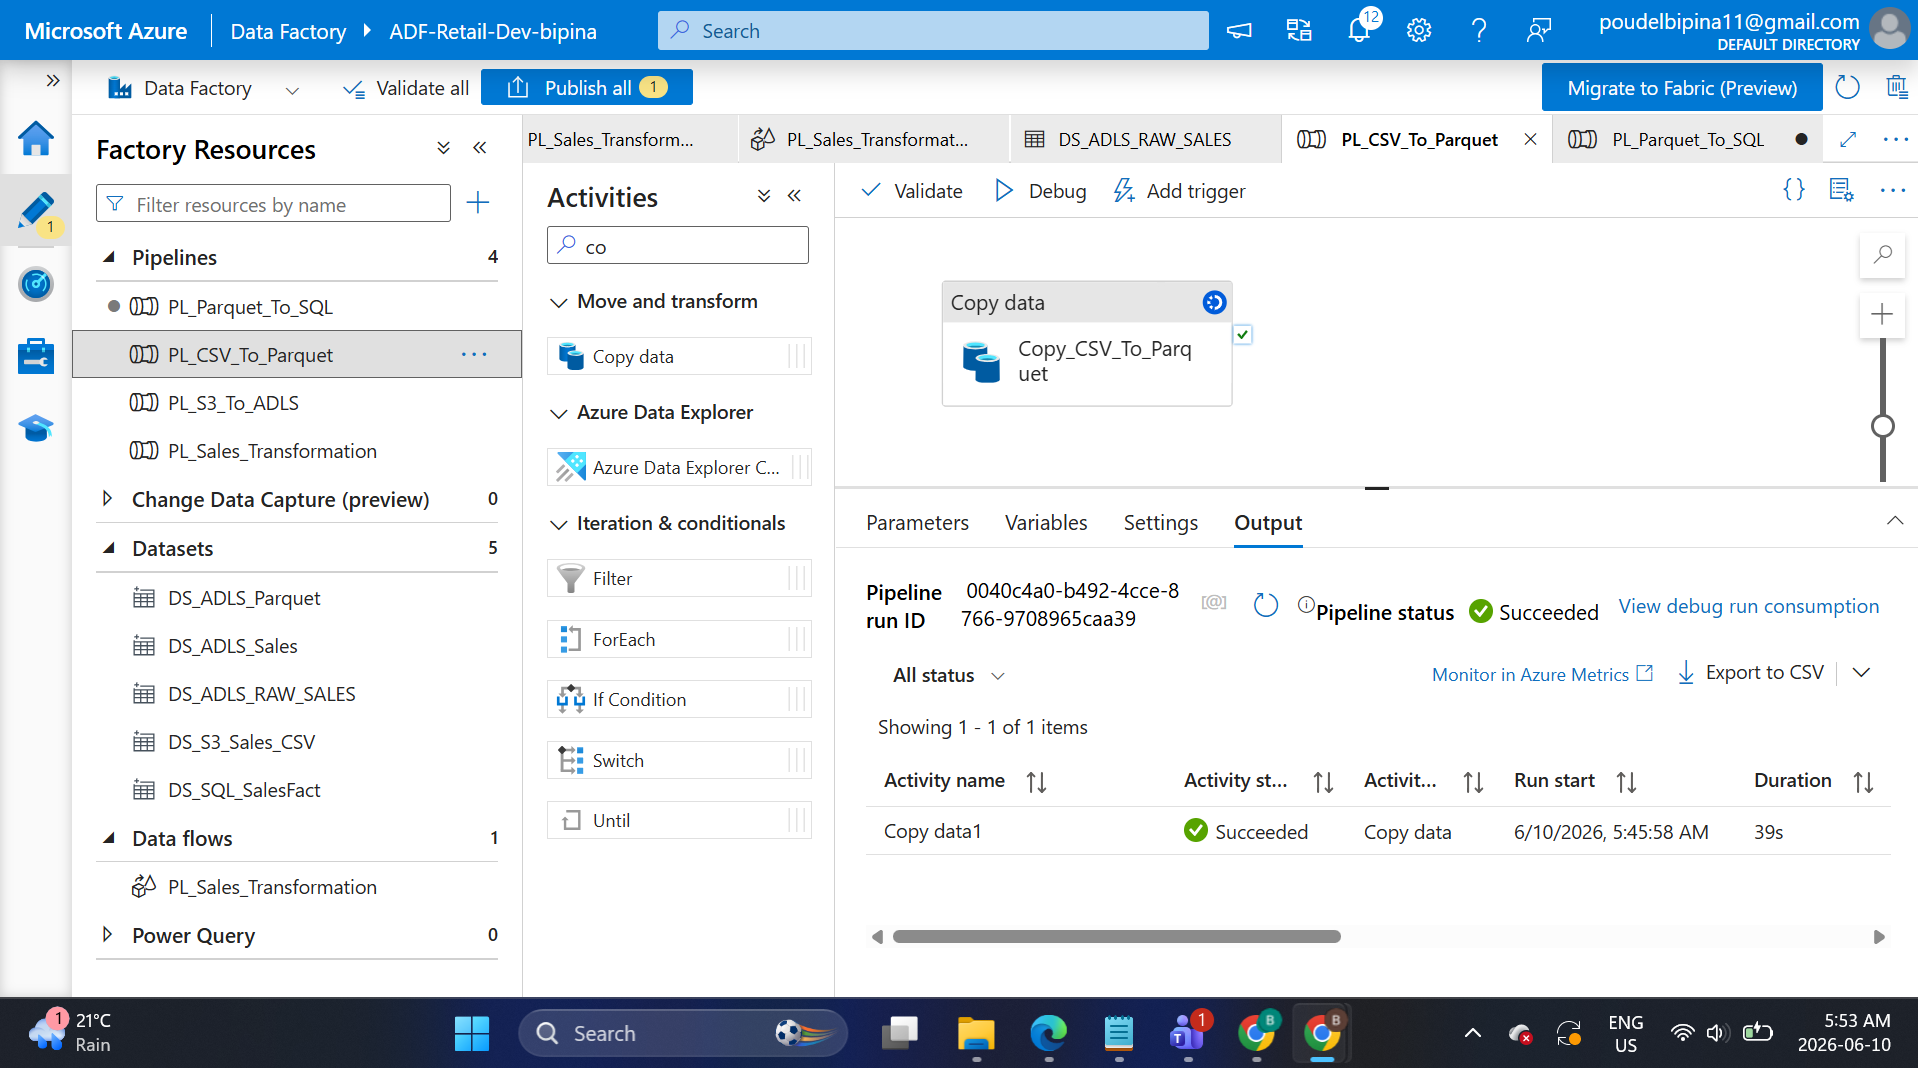 Microsoft Azure
Data Factory
ADF-Retail-Dev-bipina
Search
12
poudelbipina11@gmail.com
DEFAULT DIRECTORY
Data Factory
Validate all
Publish all
1
Migrate to Fabric (Preview)
1
Factory Resources
Filter resources by name
Pipelines
4
PL_Parquet_To_SQL
PL_CSV_To_Parquet
PL_S3_To_ADLS
PL_Sales_Transformation
Change Data Capture (preview)
0
Datasets
5
DS_ADLS_Parquet
DS_ADLS_Sales
DS_ADLS_RAW_SALES
DS_S3_Sales_CSV
DS_SQL_SalesFact
Data flows
1
PL_Sales_Transformation
Power Query
0
PL_Sales_Transform...
PL_Sales_Transformat...
DS_ADLS_RAW_SALES
PL_CSV_To_Parquet
PL_Parquet_To_SQL
Activities
co
Move and transform
Copy data
Azure Data Explorer
Azure Data Explorer C...
Iteration & conditionals
Filter
ForEach
If Condition
Switch
Until
Validate
Debug
Add trigger
Copy data
Copy_CSV_To_Parq
uet
Parameters
Variables
Settings
Output
Pipeline
run ID
0040c4a0-b492-4cce-8
766-9708965caa39
[@]
Pipeline status
Succeeded
View debug run consumption
All status
Monitor in Azure Metrics
Export to CSV
Showing 1 - 1 of 1 items
Activity name
Activity st...
Activit...
Run start
Duration
Copy data1
Succeeded
Copy data
6/10/2026, 5:45:58 AM
39s
1
21°C
Rain
Search
T
1
B
B
ENG
US
5:53 AM
2026-06-10